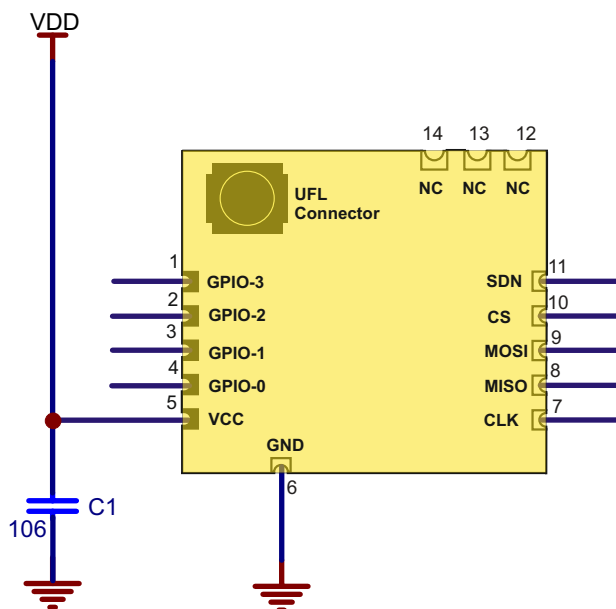 VDD
14 13 12
NC NC NC
UFL
Connector
1 GPIO-3 SDN 11
2 GPIO-2 CS 10
3 GPIO-1 MOSI 9
4 GPIO-0 MISO 8
5 VCC CLK 7
GND
6
C1
106